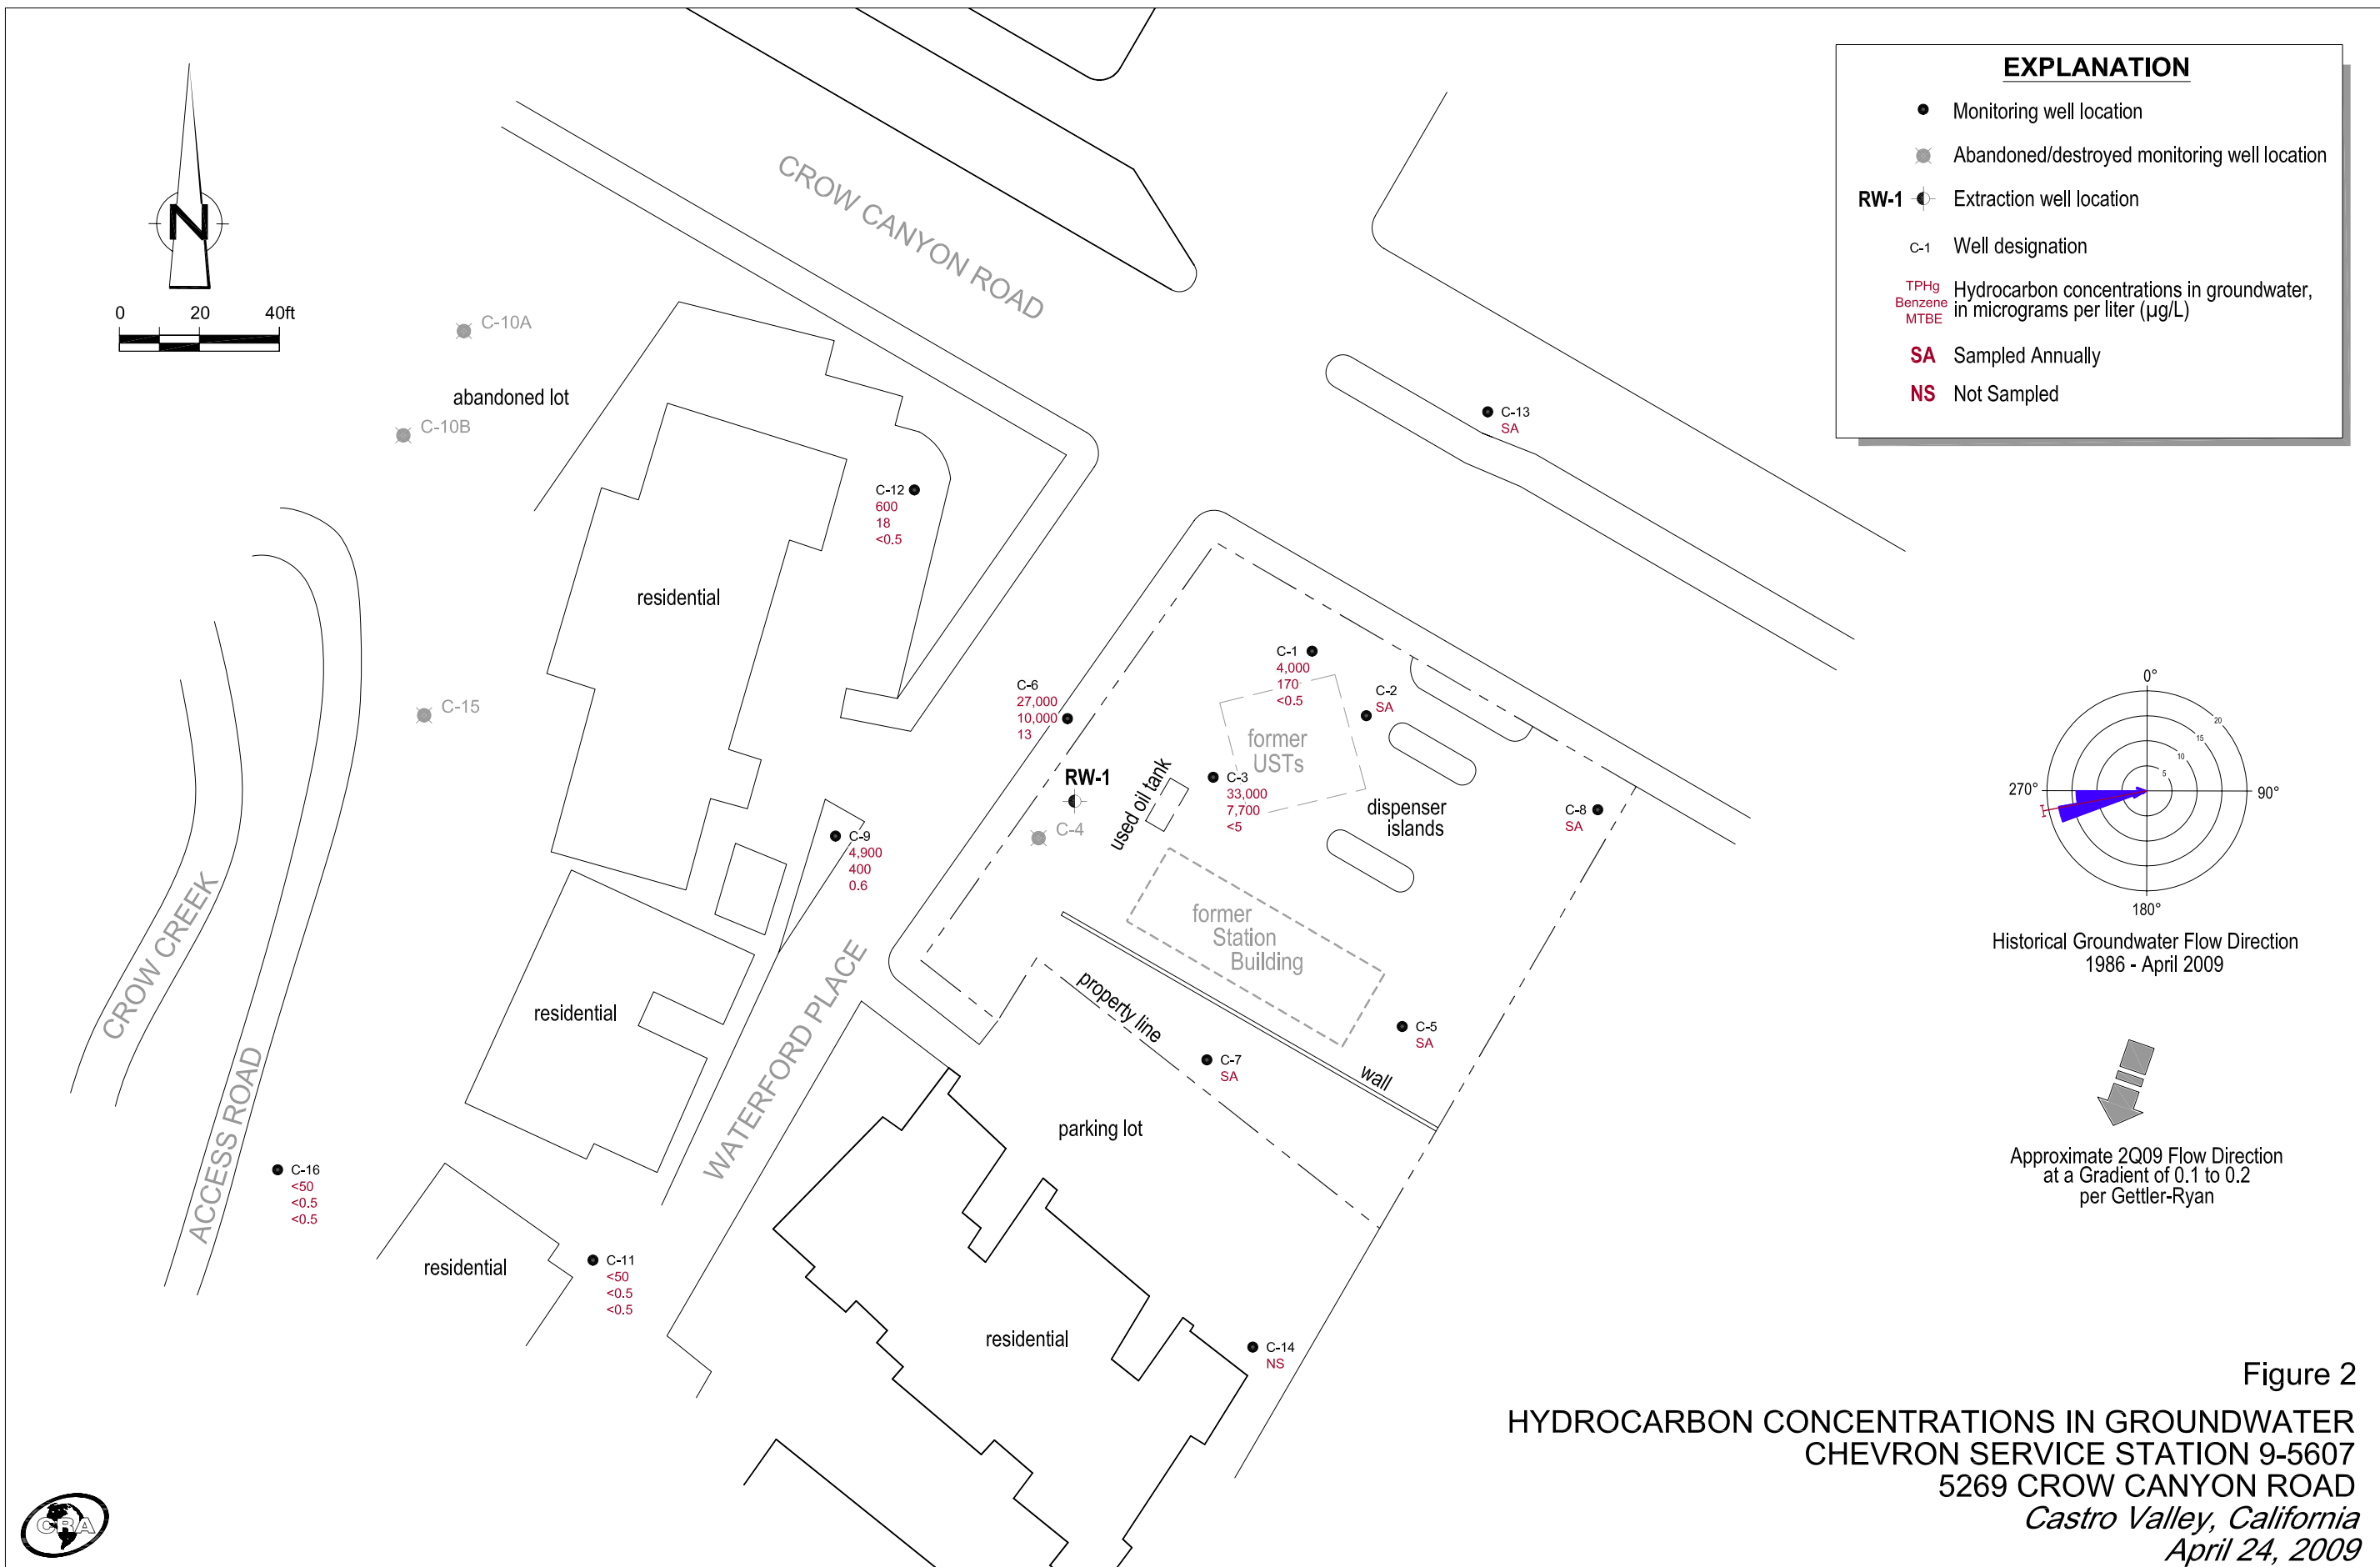 EXPLANATION
Monitoring well location
Abandoned/destroyed monitoring well location
RW-1 Extraction well location
C-1 Well designation
TPHg
Benzene
MTBE
Hydrocarbon concentrations in groundwater,
in micrograms per liter (µg/L)
SA Sampled Annually
NS Not Sampled
N
0 20 40ft
CROW CANYON ROAD
C-10A
abandoned lot
C-10B
C-13
SA
C-12
600
18
<0.5
residential
C-15
C-6
27,000
10,000
13
C-1
4,000
170
<0.5
C-2
SA
former
USTs
RW-1
used oil tank
C-3
33,000
7,700
<5
dispenser
islands
C-8
SA
C-4
C-9
4,900
400
0.6
former
Station
Building
CROW CREEK
ACCESS ROAD
residential
WATERFORD PLACE
property line
C-5
SA
C-7
SA
wall
parking lot
C-16
<50
<0.5
<0.5
residential
C-11
<50
<0.5
<0.5
residential
C-14
NS
0°
20
15
10
5
270°
90°
180°
Historical Groundwater Flow Direction
1986 - April 2009
Approximate 2Q09 Flow Direction
at a Gradient of 0.1 to 0.2
per Gettler-Ryan
Figure 2
HYDROCARBON CONCENTRATIONS IN GROUNDWATER
CHEVRON SERVICE STATION 9-5607
5269 CROW CANYON ROAD
Castro Valley, California
April 24, 2009
CRA